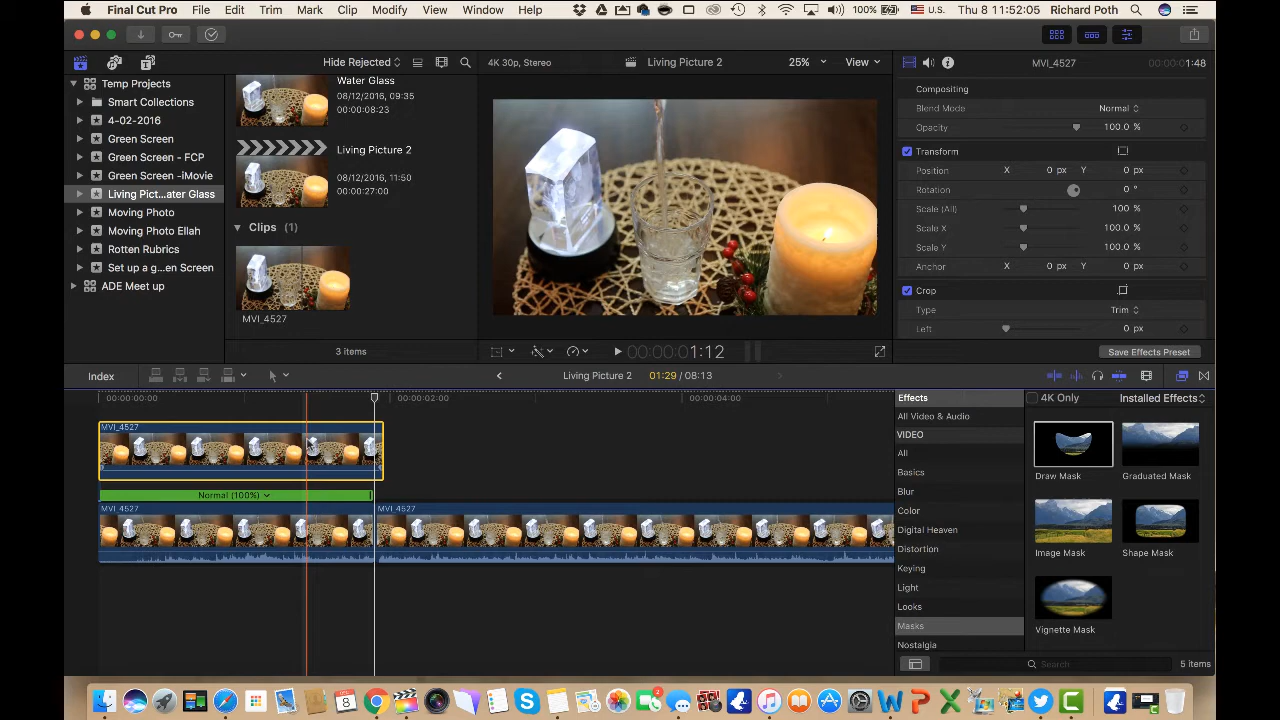 Final Cut Pro File Edit Trim Mark Clip Modify View Window Help 100% U.S. Thu 8 11:52:05 Richard Poth
Hide Rejected 4K 30p, Stereo Living Picture 2 25% View MVI_4527 00:00:00:01:48
Temp Projects
Smart Collections
4-02-2016
Green Screen
Green Screen - FCP
Green Screen -iMovie
Living Pict...ater Glass
Moving Photo
Moving Photo Ellah
Rotten Rubrics
Set up a g...en Screen
ADE Meet up
Water Glass
08/12/2016, 09:35
00:00:08:23
Living Picture 2
08/12/2016, 11:50
00:00:27:00
Clips (1)
MVI_4527
3 items
00:00:00:01:12
Compositing
Blend Mode Normal
Opacity 100.0 %
Transform
Position X 0 px Y 0 px
Rotation 0 °
Scale (All) 100 %
Scale X 100.0 %
Scale Y 100.0 %
Anchor X 0 px Y 0 px
Crop
Type Trim
Left 0 px
Save Effects Preset
Index Living Picture 2 01:29 / 08:13
00:00:00:00 00:00:02:00 00:00:04:00
MVI_4527
Normal (100%)
MVI_4527 MVI_4527
Effects 4K Only Installed Effects
All Video & Audio
VIDEO
All
Basics
Blur
Color
Digital Heaven
Distortion
Keying
Light
Looks
Masks
Nostalgia
Draw Mask Graduated Mask
Image Mask Shape Mask
Vignette Mask
Search 5 items